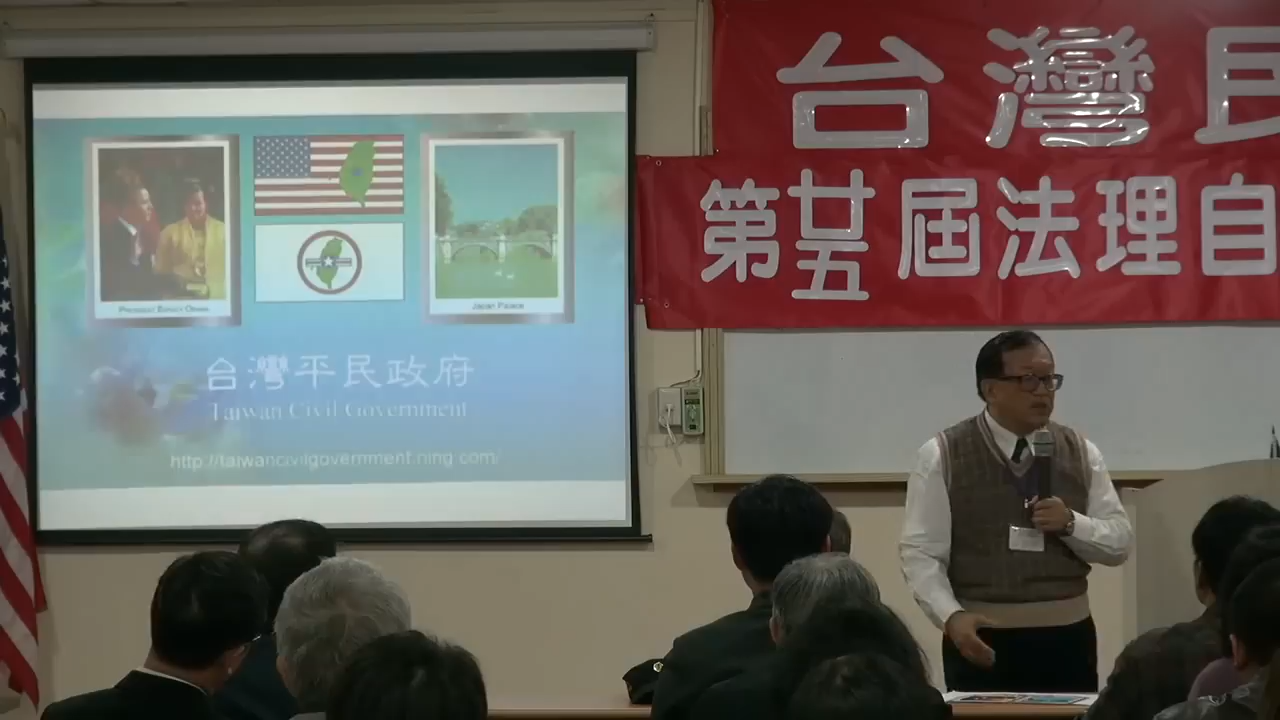 台灣民
第廿五屆法理自
President Barack Obama
Japan Palace
台灣平民政府
Taiwan Civil Government
http://taiwancivilgovernment.ning.com/